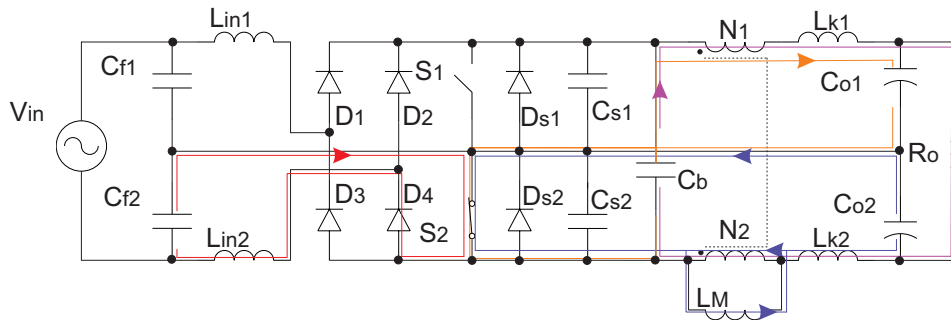 Lin1
N1
Lk1
Cf1
S1
Co1
Vin
D1
D2
Ds1
Cs1
Ro
Cf2
D3
D4
Cb
S2
Ds2
Cs2
N2
Co2
Lin2
Lk2
LM